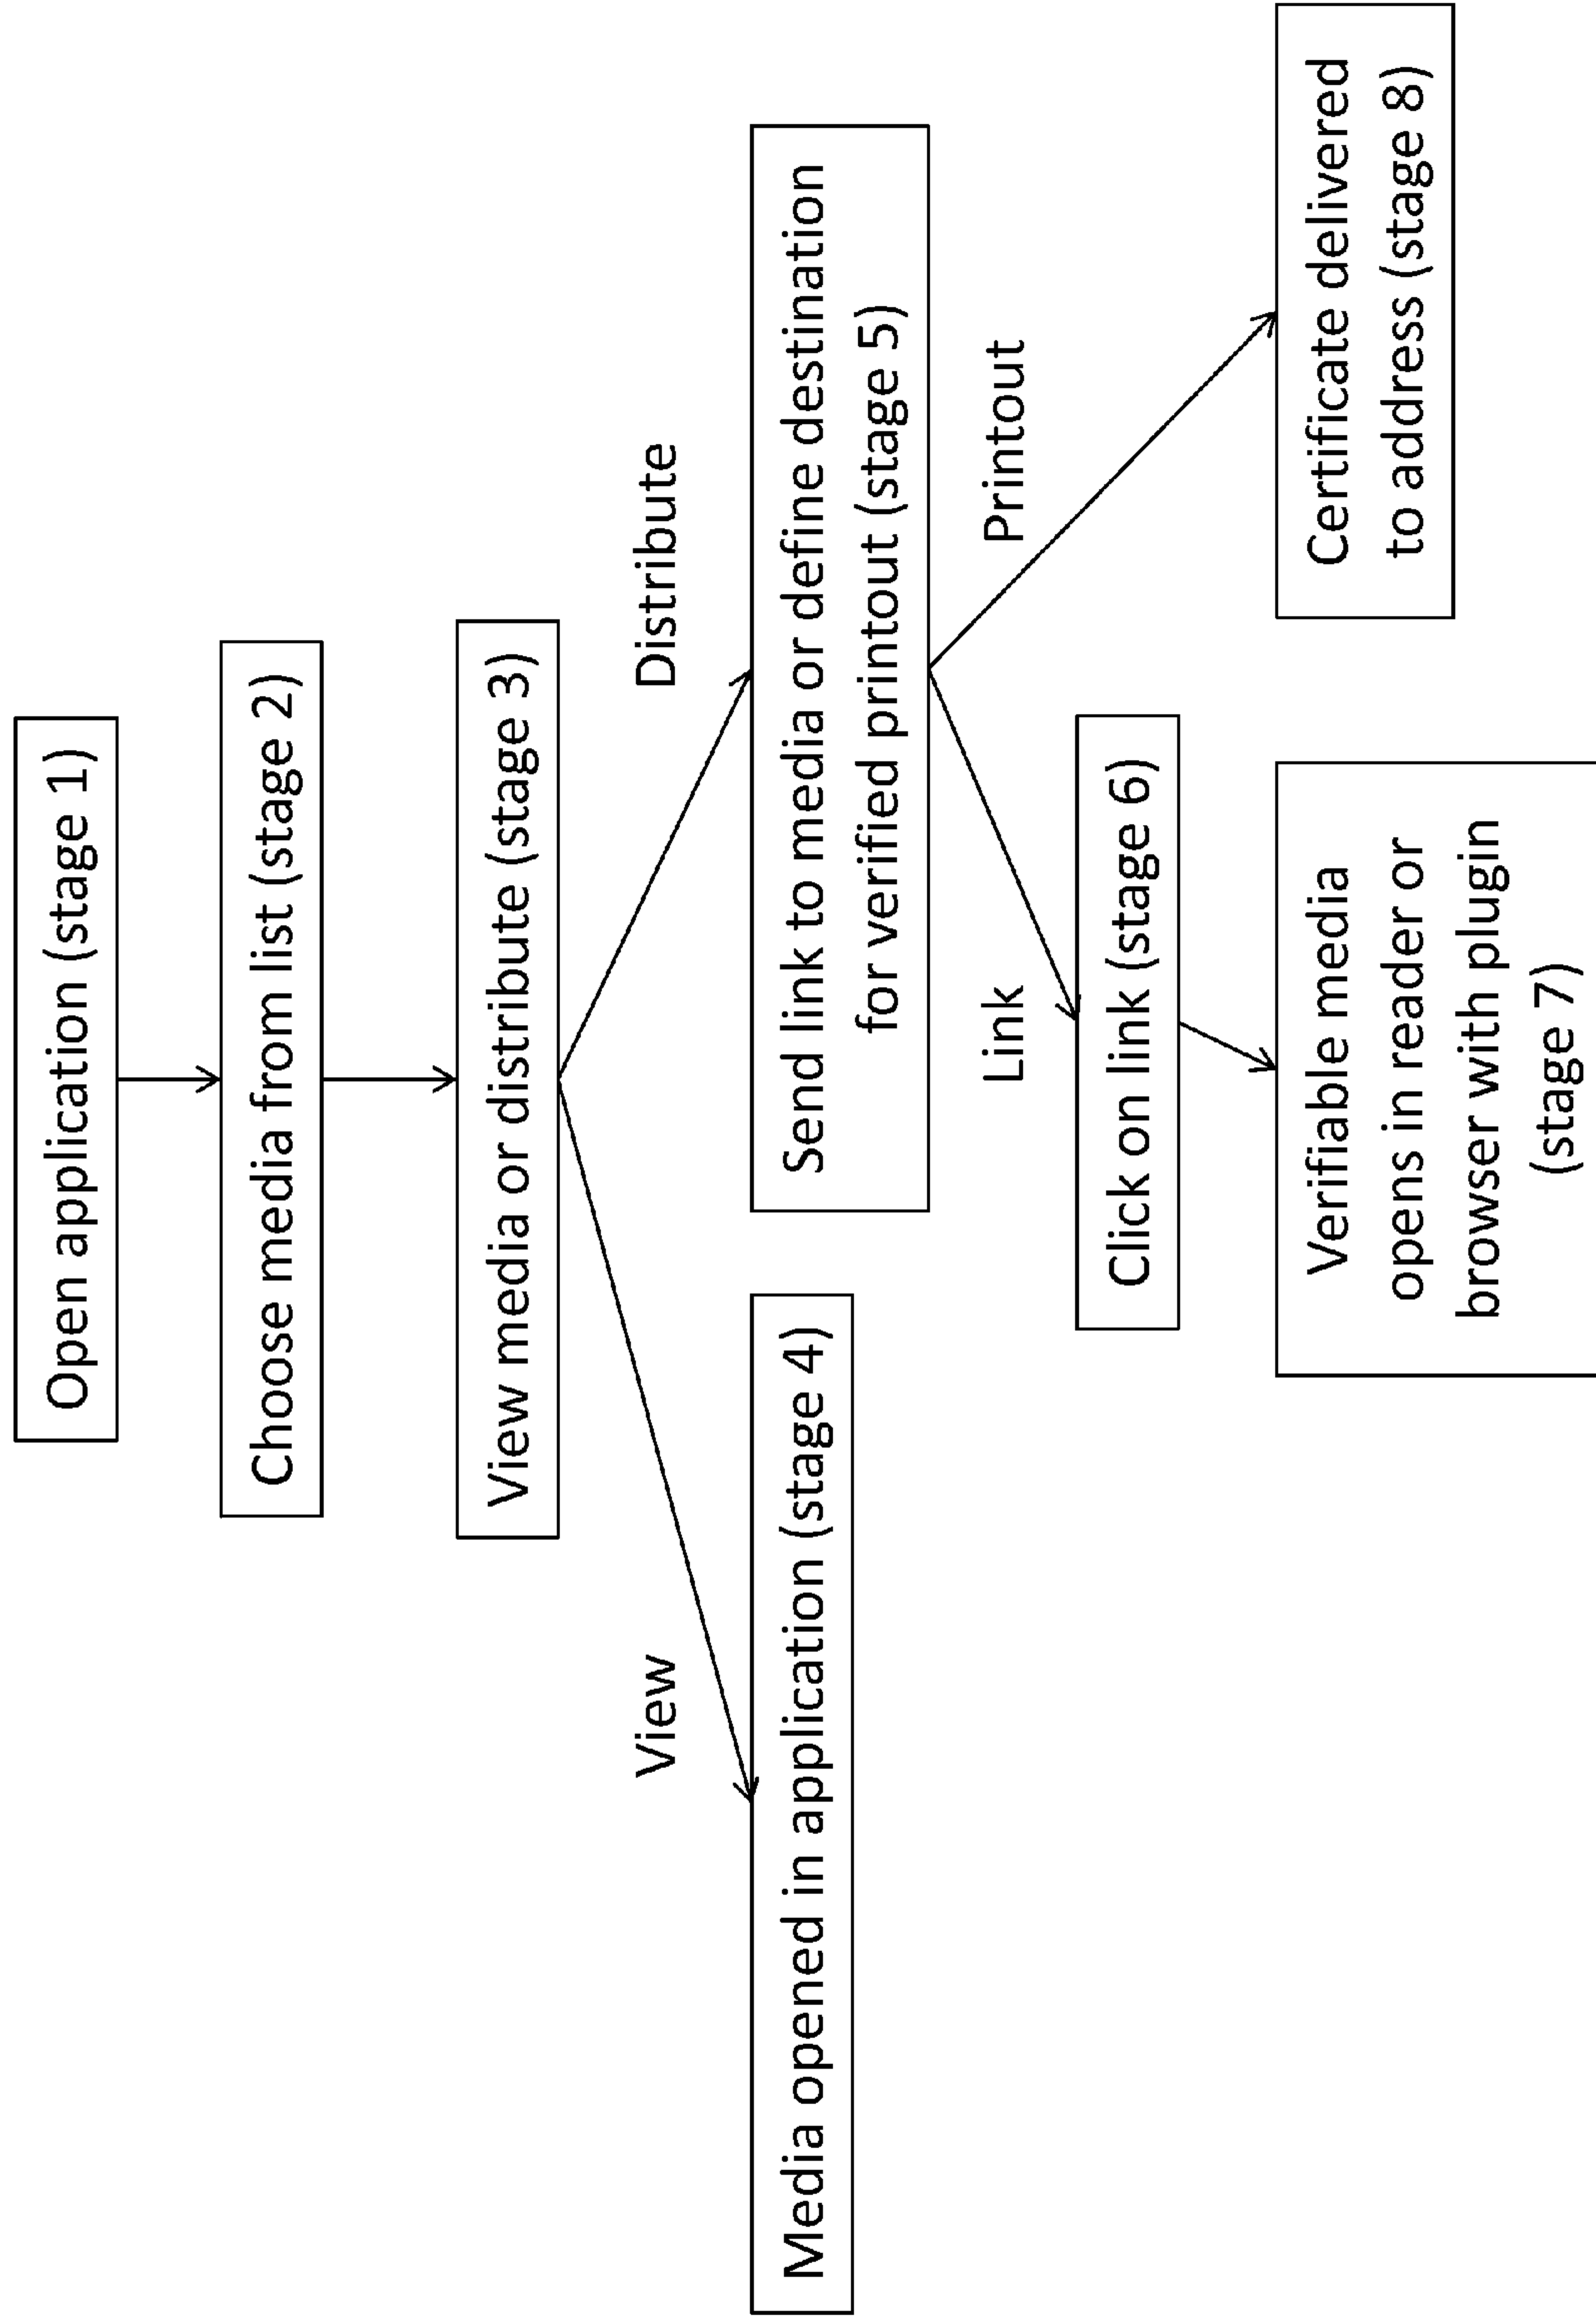 Open application (stage 1)
Choose media from list (stage 2)
View media or distribute (stage 3)
View
Distribute
Media opened in application (stage 4)
Send link to media or define destination
for verified printout (stage 5)
Link
Printout
Click on link (stage 6)
Verifiable media
opens in reader or
browser with plugin
(stage 7)
Certificate delivered
to address (stage 8)